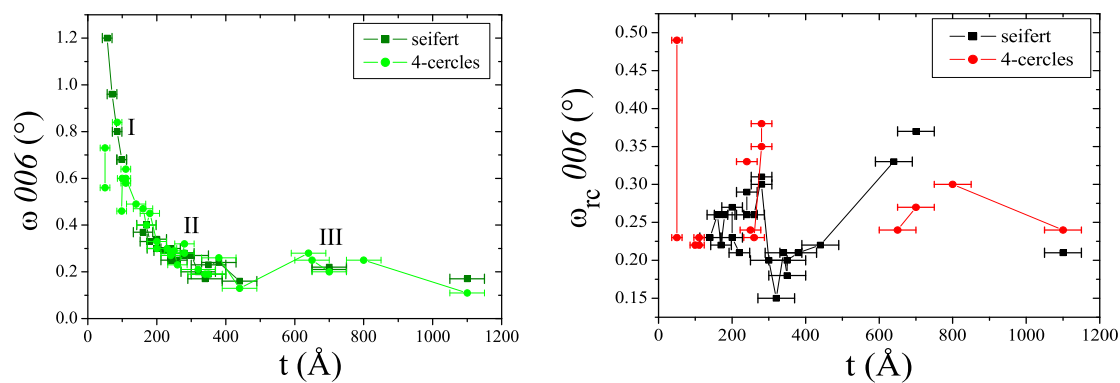 seifert
4-cercles
I
II
III
ω 006 (°)
1.2
1.0
0.8
0.6
0.4
0.2
0.0
0 200 400 600 800 1000 1200
t (Å)
seifert
4-cercles
ω_rc 006 (°)
0.50
0.45
0.40
0.35
0.30
0.25
0.20
0.15
0 200 400 600 800 1000 1200
t (Å)